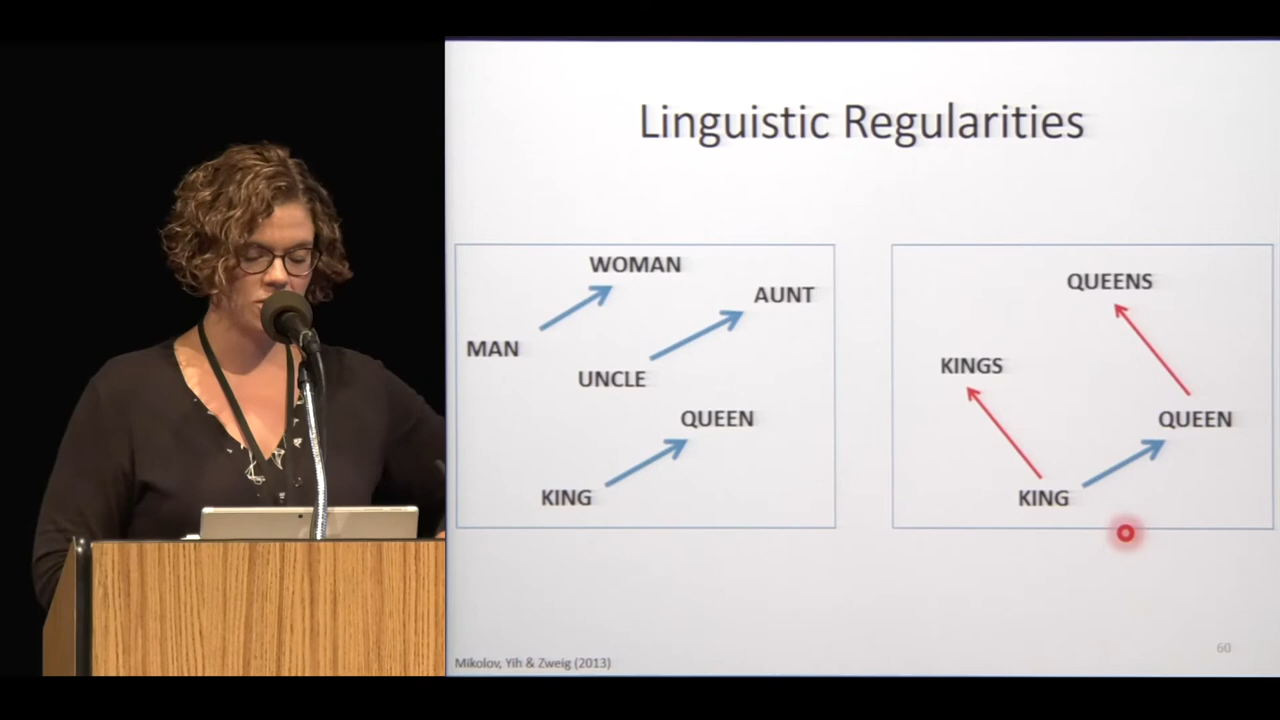 Linguistic Regularities
WOMAN
AUNT
MAN
UNCLE
QUEEN
KING
QUEENS
KINGS
QUEEN
KING
Mikolov, Yih & Zweig (2013)
60